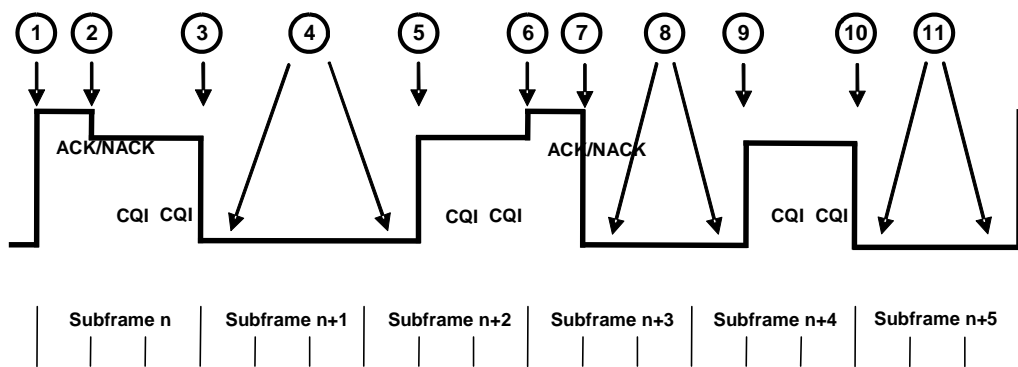 1 2 3 4 5 6 7 8 9 10 11
ACK/NACK ACK/NACK
CQI CQI CQI CQI CQI CQI
Subframe n Subframe n+1 Subframe n+2 Subframe n+3 Subframe n+4 Subframe n+5